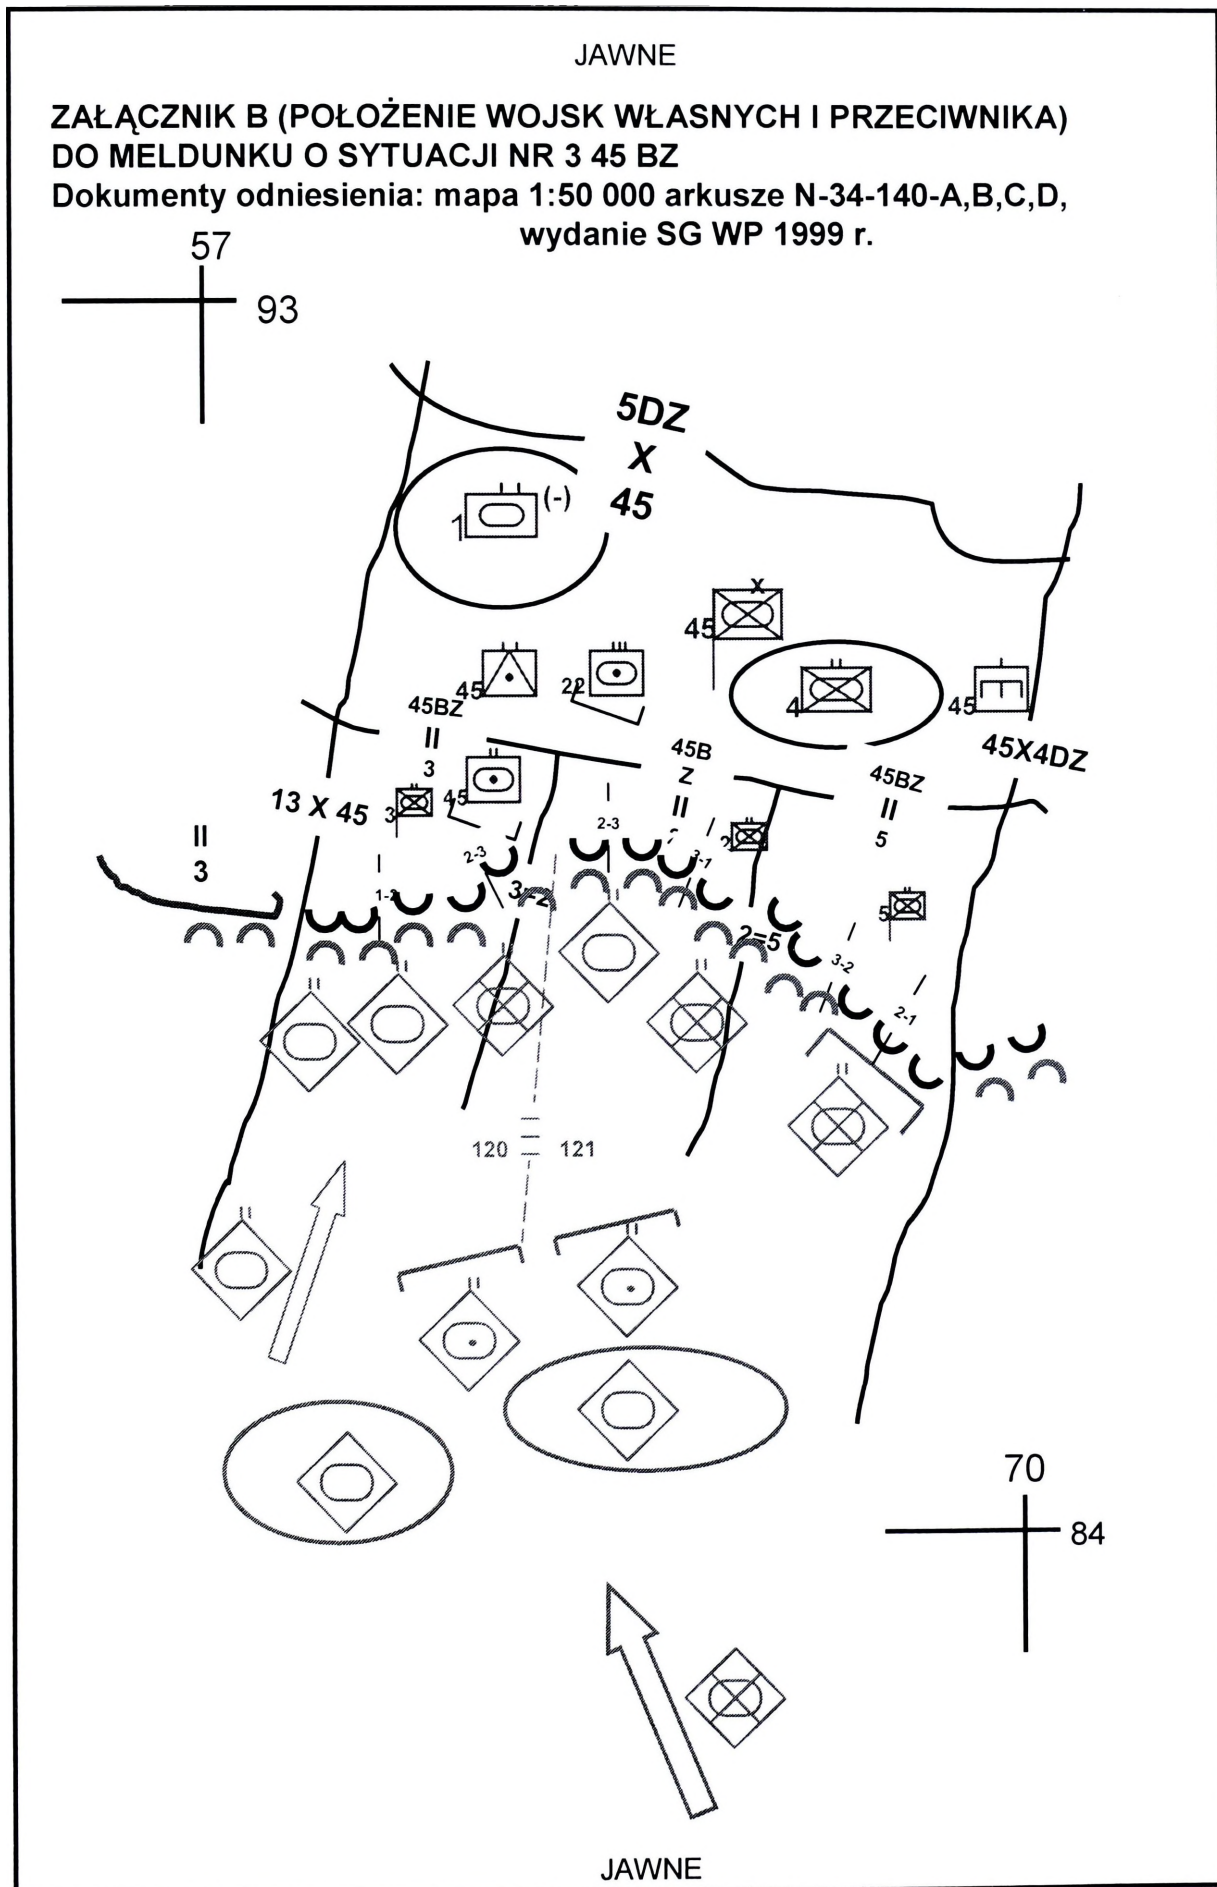 JAWNE
ZAŁĄCZNIK B (POŁOŻENIE WOJSK WŁASNYCH I PRZECIWNIKA)
DO MELDUNKU O SYTUACJI NR 3 45 BZ
Dokumenty odniesienia: mapa 1:50 000 arkusze N-34-140-A,B,C,D,
wydanie SG WP 1999 r.
57
93
5DZ
X
45
1
(-)
X
45
45
22
4
45
45BZ
II
3
45B
Z
II
45BZ
II
5
45X4DZ
13 X 45
3
45
2
II
3
2-3
2-3
3-1
1-2
3=2
2=5
5
3-2
2-1
120
121
70
84
JAWNE